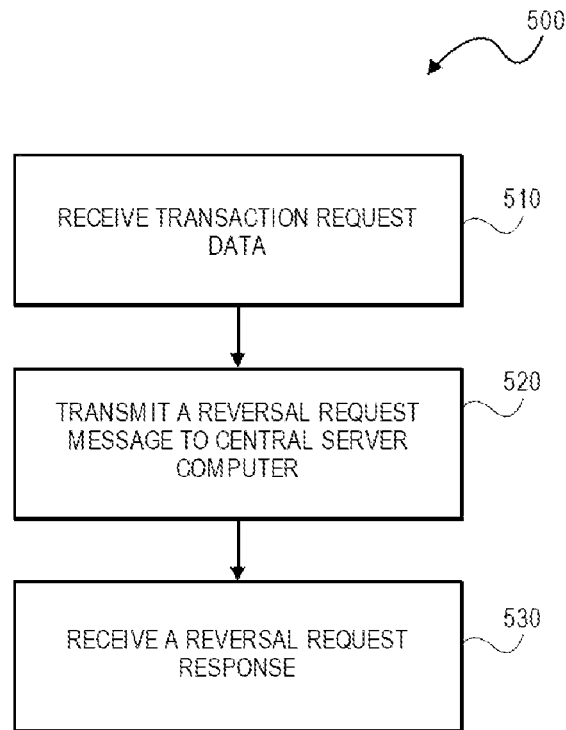 500
RECEIVE TRANSACTION REQUEST
DATA
510
TRANSMIT A REVERSAL REQUEST
MESSAGE TO CENTRAL SERVER
COMPUTER
520
RECEIVE A REVERSAL REQUEST
RESPONSE
530